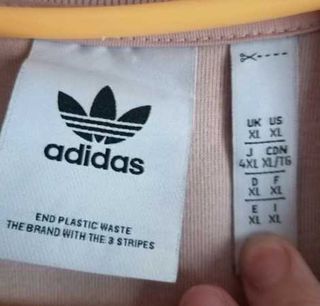 adidas
END PLASTIC WASTE
THE BRAND WITH THE 3 STRIPES
UK US
XL XL
J CDN
4XL XL/TG
D F
XL XL
E I
XL XL